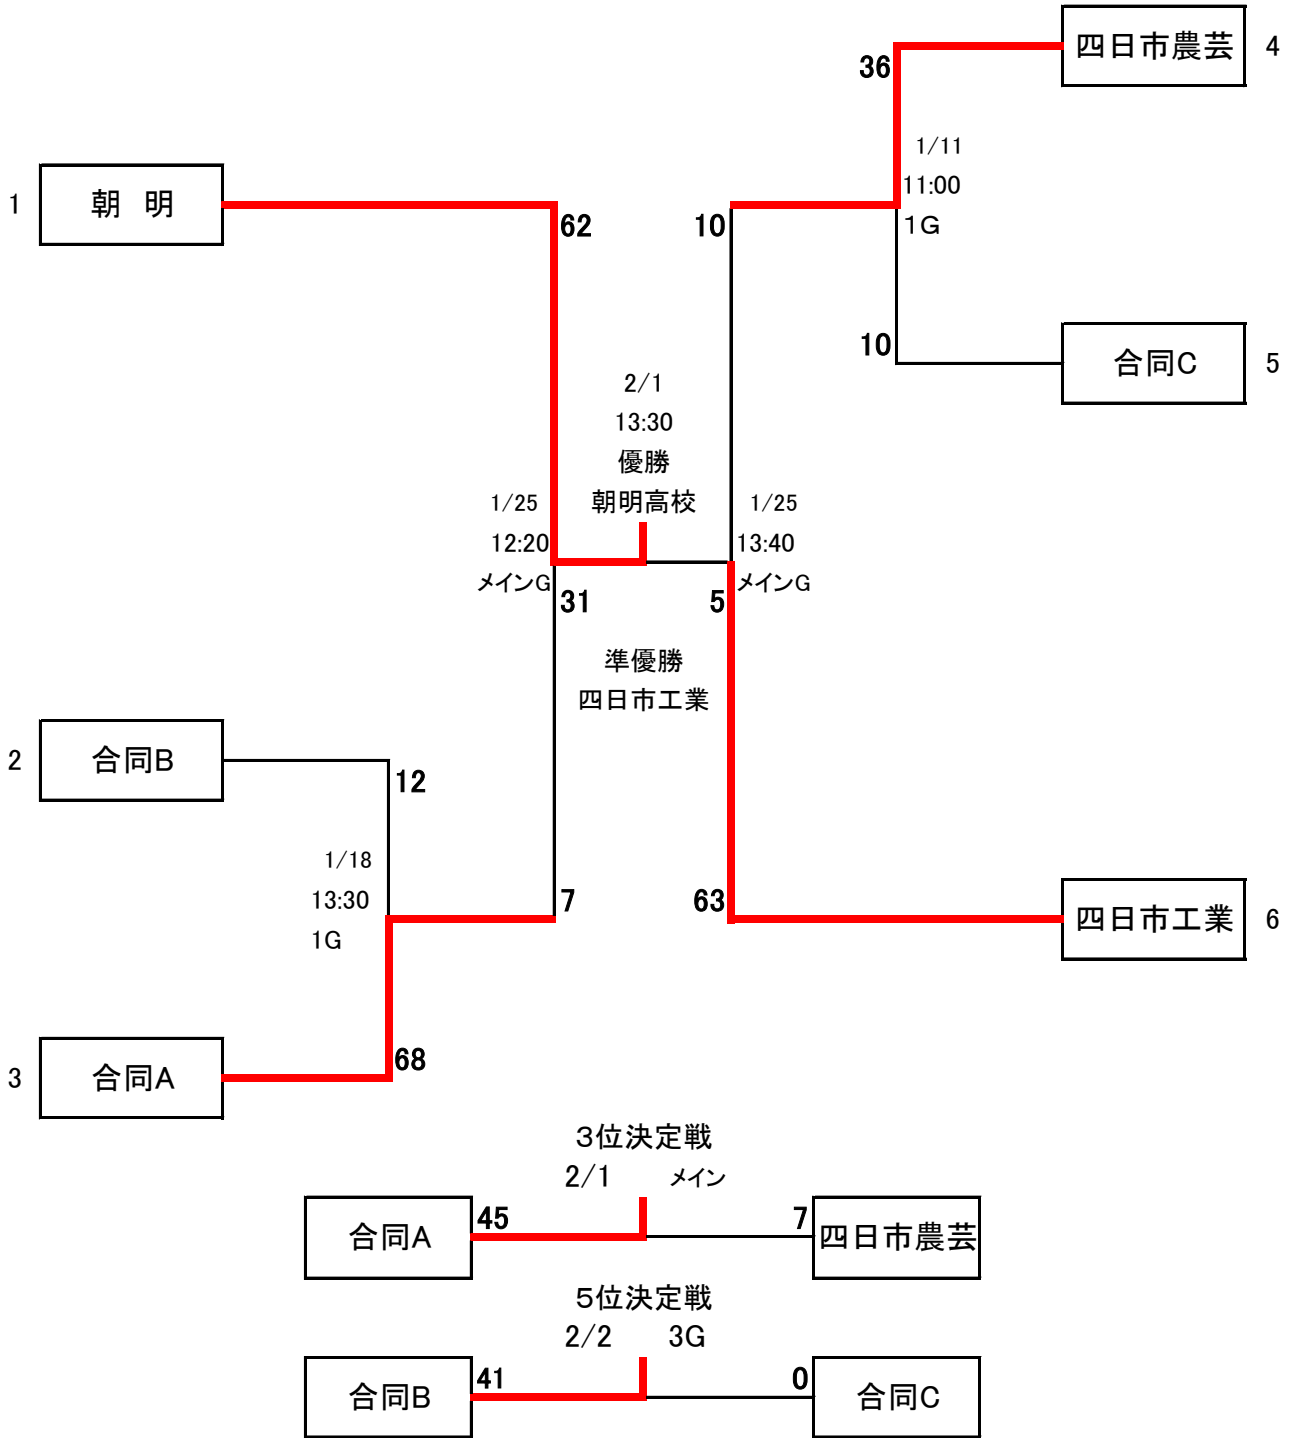 四日市農芸 4
36
1/11
11:00
1G
1 朝 明
62
10
10
合同C 5
2/1
13:30
優勝
朝明高校
1/25
12:20
メインG
1/25
13:40
メインG
31
5
準優勝
四日市工業
2 合同B
12
1/18
13:30
1G
7
63
四日市工業 6
68
3 合同A
3位決定戦
2/1 メイン
合同A 45 7 四日市農芸
5位決定戦
2/2 3G
合同B 41 0 合同C